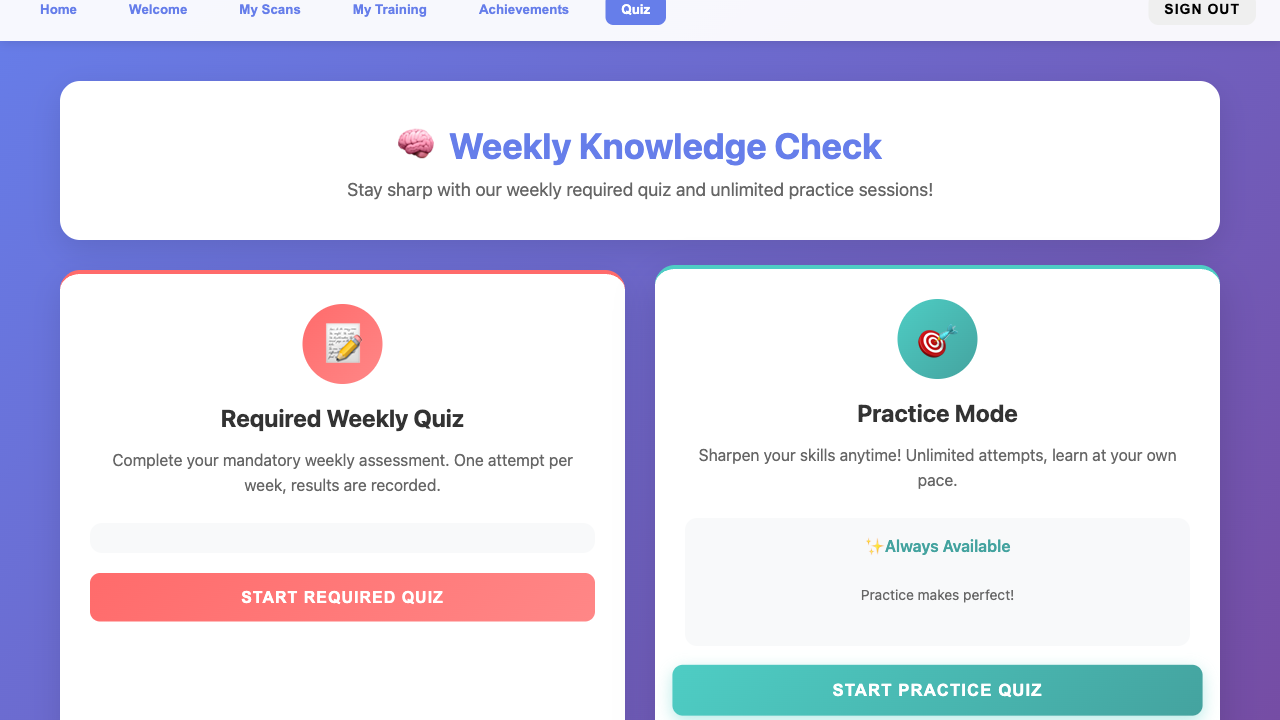 Home Welcome My Scans My Training Achievements Quiz SIGN OUT
Weekly Knowledge Check
Stay sharp with our weekly required quiz and unlimited practice sessions!
Required Weekly Quiz
Complete your mandatory weekly assessment. One attempt per
week, results are recorded.
START REQUIRED QUIZ
Practice Mode
Sharpen your skills anytime! Unlimited attempts, learn at your own
pace.
✨Always Available
Practice makes perfect!
START PRACTICE QUIZ